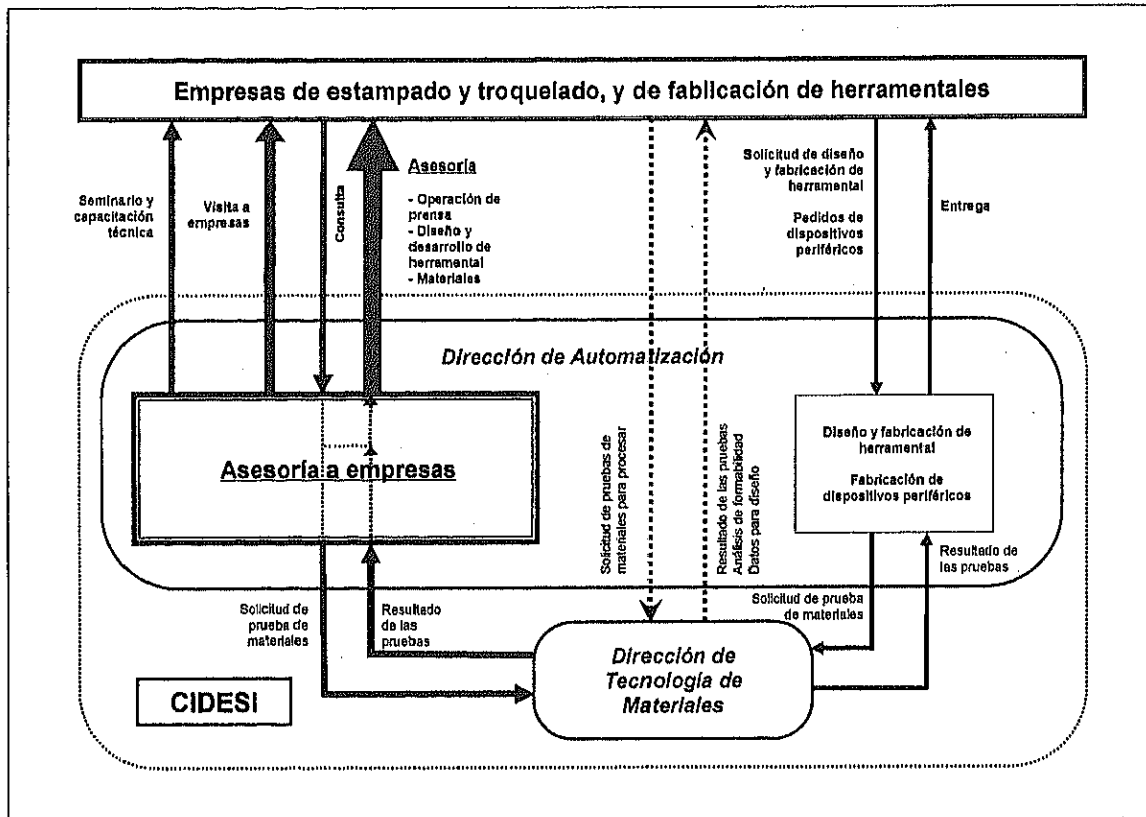 Empresas de estampado y troquelado, y de fablicación de herramentales
Seminario y
capacitación
técnica
Visita a
empresas
Consulta
Asesoría
- Operación de
prensa
- Diseño y
desarrollo de
herramental
- Materiales
Solicitud de diseño
y fabricación de
herramental
Pedidos de
dispositivos
periféricos
Entrega
Dirección de Automatización
Asesoría a empresas
Solicitud de pruebas de
materiales para procesar
Resultado de las pruebas
Análisis de formabilidad
Datos para diseño
Diseño y fabricación de
herramental
Fabricación de
dispositivos periféricos
Solicitud de
prueba de
materiales
Resultado
de las
pruebas
Solicitud de prueba
de materiales
Resultado de
las pruebas
Dirección de
Tecnología de
Materiales
CIDESI